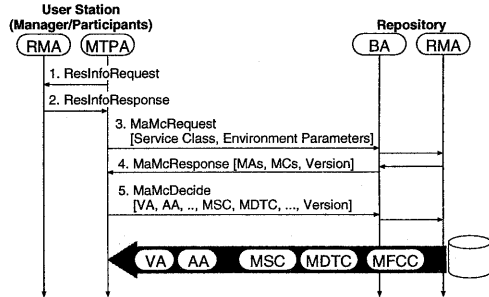 User Station
(Manager/Participants)
Repository
RMA
MTPA
BA
RMA
1. ResInfoRequest
2. ResInfoResponse
3. MaMcRequest
[Service Class, Environment Parameters]
4. MaMcResponse [MAs, MCs, Version]
5. MaMcDecide
[VA, AA, .., MSC, MDTC, ..., Version]
VA
AA
MSC
MDTC
MFCC